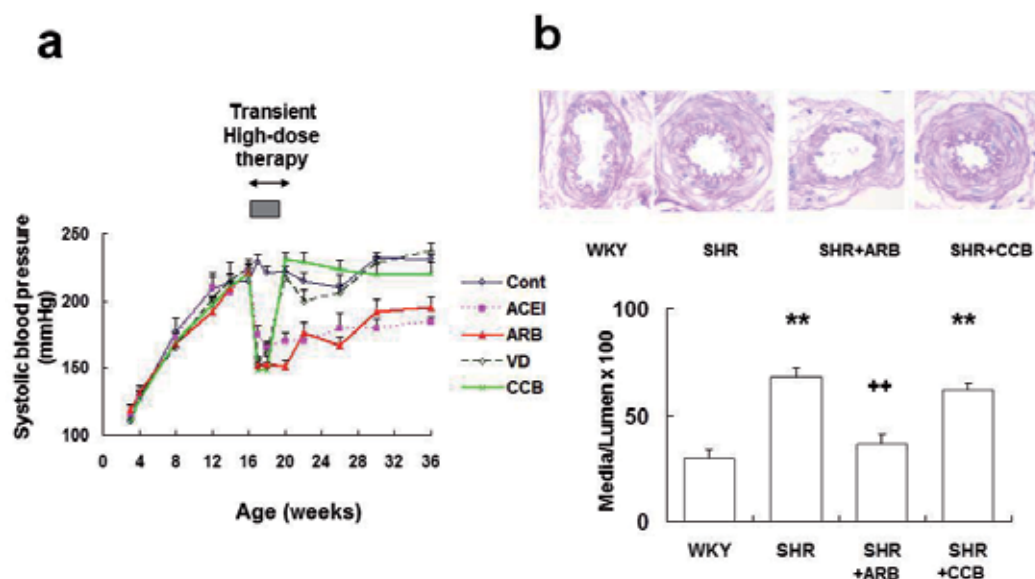 a
Transient
High-dose
therapy
Systolic blood pressure
(mmHg)
250
200
150
100
0 4 8 12 16 20 24 28 32 36
Age (weeks)
Cont
ACEI
ARB
VD
CCB
b
WKY SHR SHR+ARB SHR+CCB
Media/Lumen x 100
100
50
0
** ++ **
WKY SHR SHR SHR
+ARB +CCB